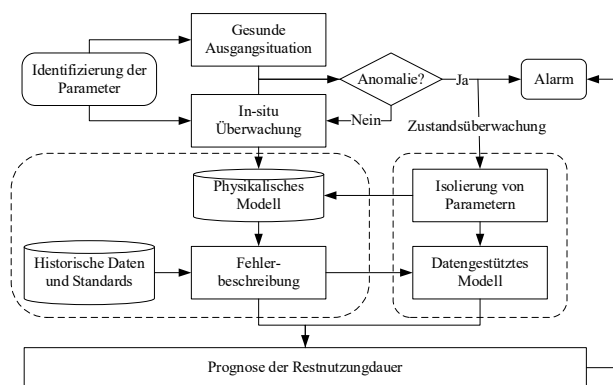 Gesunde
Ausgangsituation
Identifizierung der
Parameter
Anomalie?
Ja
Alarm
In-situ
Überwachung
Nein
Zustandsüberwachung
Physikalisches
Modell
Isolierung von
Parametern
Historische Daten
und Standards
Fehler-
beschreibung
Datengestütztes
Modell
Prognose der Restnutzungdauer